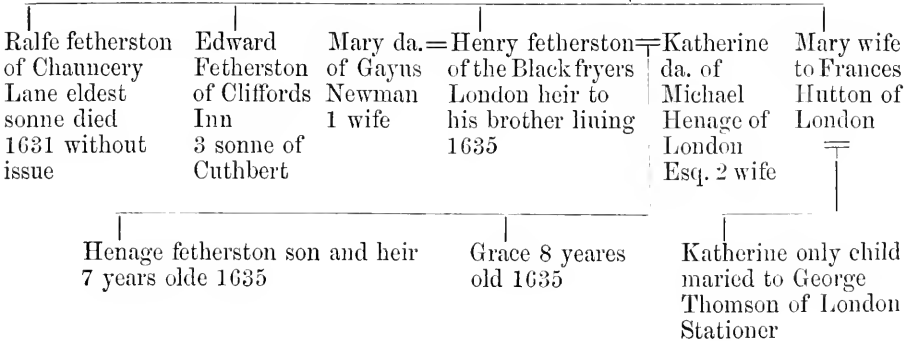 Ralfe fetherston
of Chauncery
Lane eldest
sonne died
1631 without
issue
Edward
Fetherston
of Cliffords
Inn
3 sonne of
Cuthbert
Mary da.
of Gayus
Newman
1 wife
=Henry fetherston=
of the Black fryers
London heir to
his brother liuing
1635
Katherine
da. of
Michael
Henage of
London
Esq. 2 wife
Mary wife
to Frances
Hutton of
London
Henage fetherston son and heir
7 years olde 1635
Grace 8 yeares
old 1635
Katherine only child
maried to George
Thomson of London
Stationer